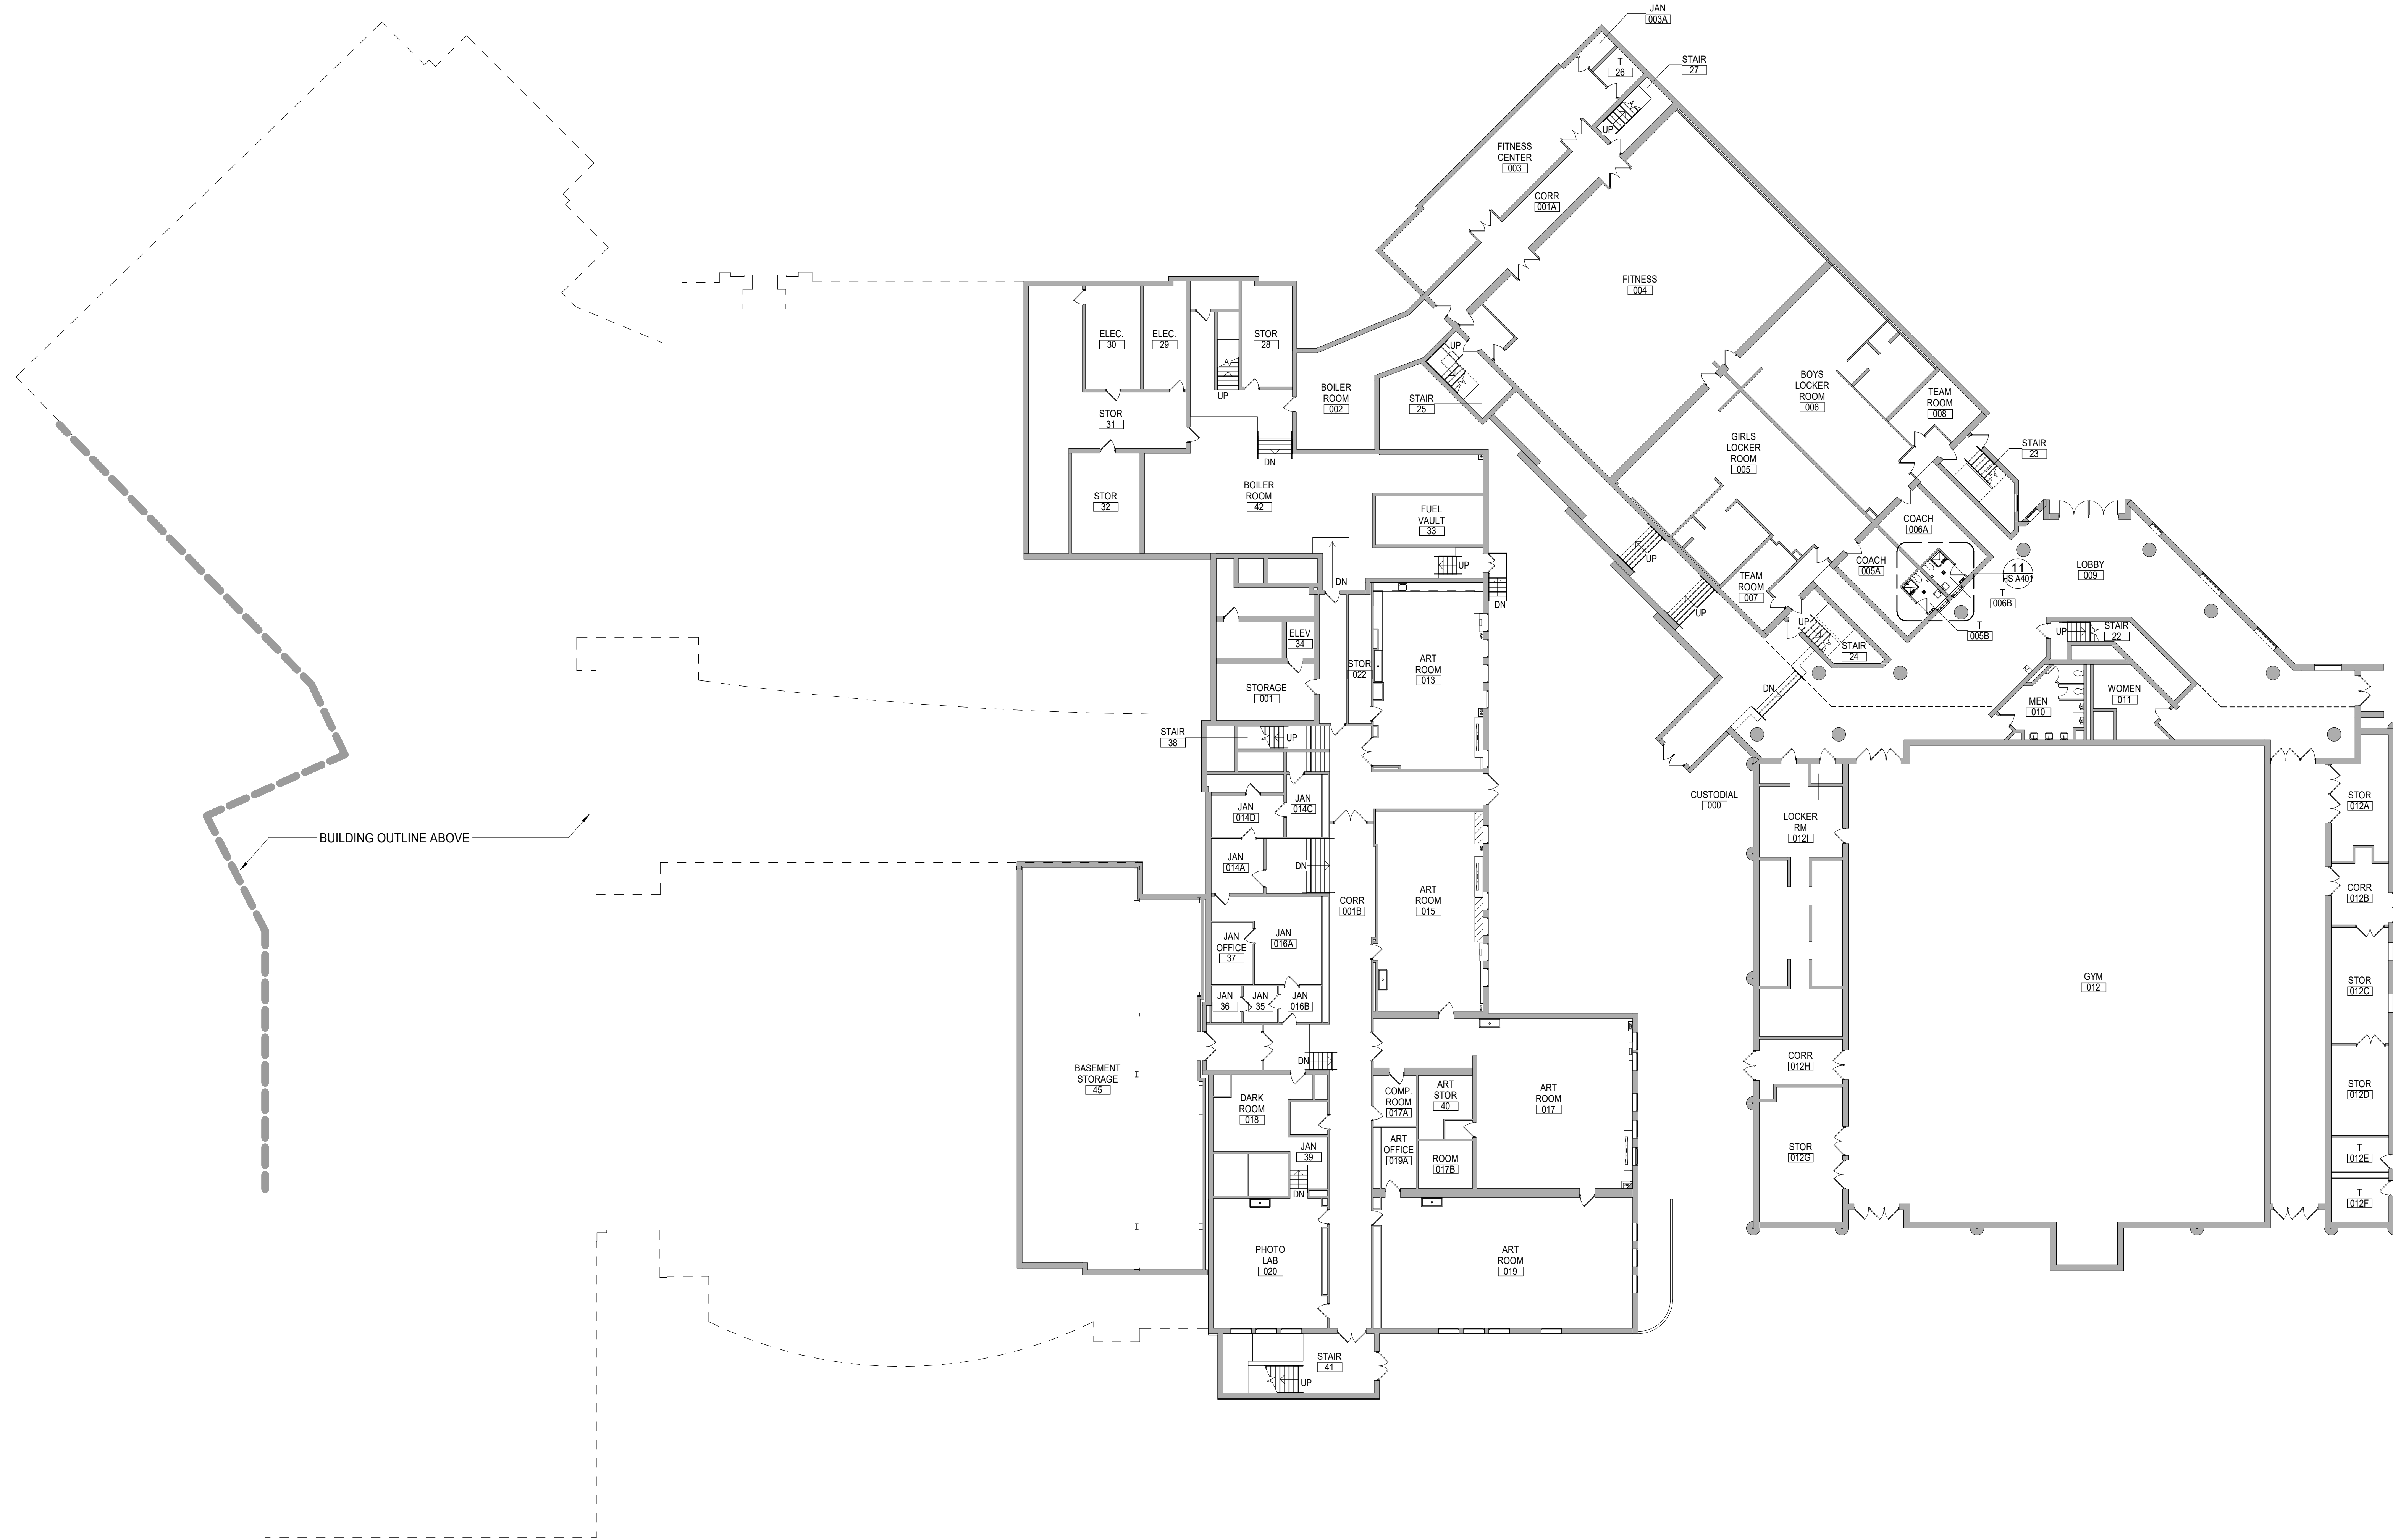 JAN
003A
T
26
STAIR
27
FITNESS
CENTER
003
CORR
001A
FITNESS
004
UP
ELEC.
30
ELEC.
29
STOR
28
UP
STOR
31
BOILER
ROOM
002
UP
STAIR
25
BOYS
LOCKER
ROOM
006
TEAM
ROOM
008
GIRLS
LOCKER
ROOM
005
STAIR
23
DN
STOR
32
BOILER
ROOM
42
FUEL
VAULT
33
UP
DN
DN
COACH
006A
COACH
005A
11
HS A401
T
006B
T
005B
LOBBY
009
UP
UP
TEAM
ROOM
007
UP
STAIR
24
UP
STAIR
22
DN
MEN
010
WOMEN
011
ELEV
34
STORAGE
001
STOR
022
ART
ROOM
013
STAIR
38
UP
JAN
014D
JAN
014C
JAN
014A
DN
CORR
001B
ART
ROOM
015
CUSTODIAL
000
LOCKER
RM
012I
STOR
012A
CORR
012B
STOR
012C
GYM
012
STOR
012D
T
012E
T
012F
CORR
012H
STOR
012G
BUILDING OUTLINE ABOVE
JAN
OFFICE
37
JAN
016A
JAN
36
JAN
35
JAN
016B
DN
BASEMENT
STORAGE
45
DARK
ROOM
018
JAN
39
DN
COMP.
ROOM
017A
ART
STOR
40
ART
ROOM
017
ART
OFFICE
019A
ROOM
017B
PHOTO
LAB
020
ART
ROOM
019
STAIR
41
UP